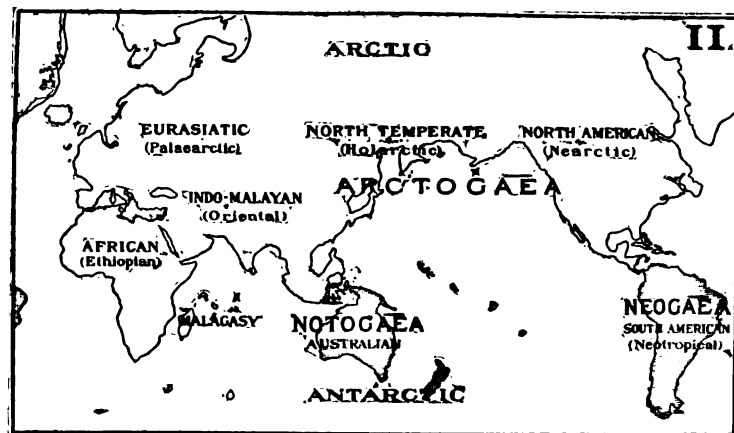 II.
ARCTIC
EURASIATIC
(Palaearctic)
NORTH TEMPERATE
(Holarctic)
NORTH AMERICAN
(Nearctic)
ARCTOGAEA
INDO-MALAYAN
(Oriental)
AFRICAN
(Ethiopian)
MALAGASY
NOTOGAEA
AUSTRALIAN
NEOGAEA
SOUTH AMERICAN
(Neotropical)
ANTARCTIC